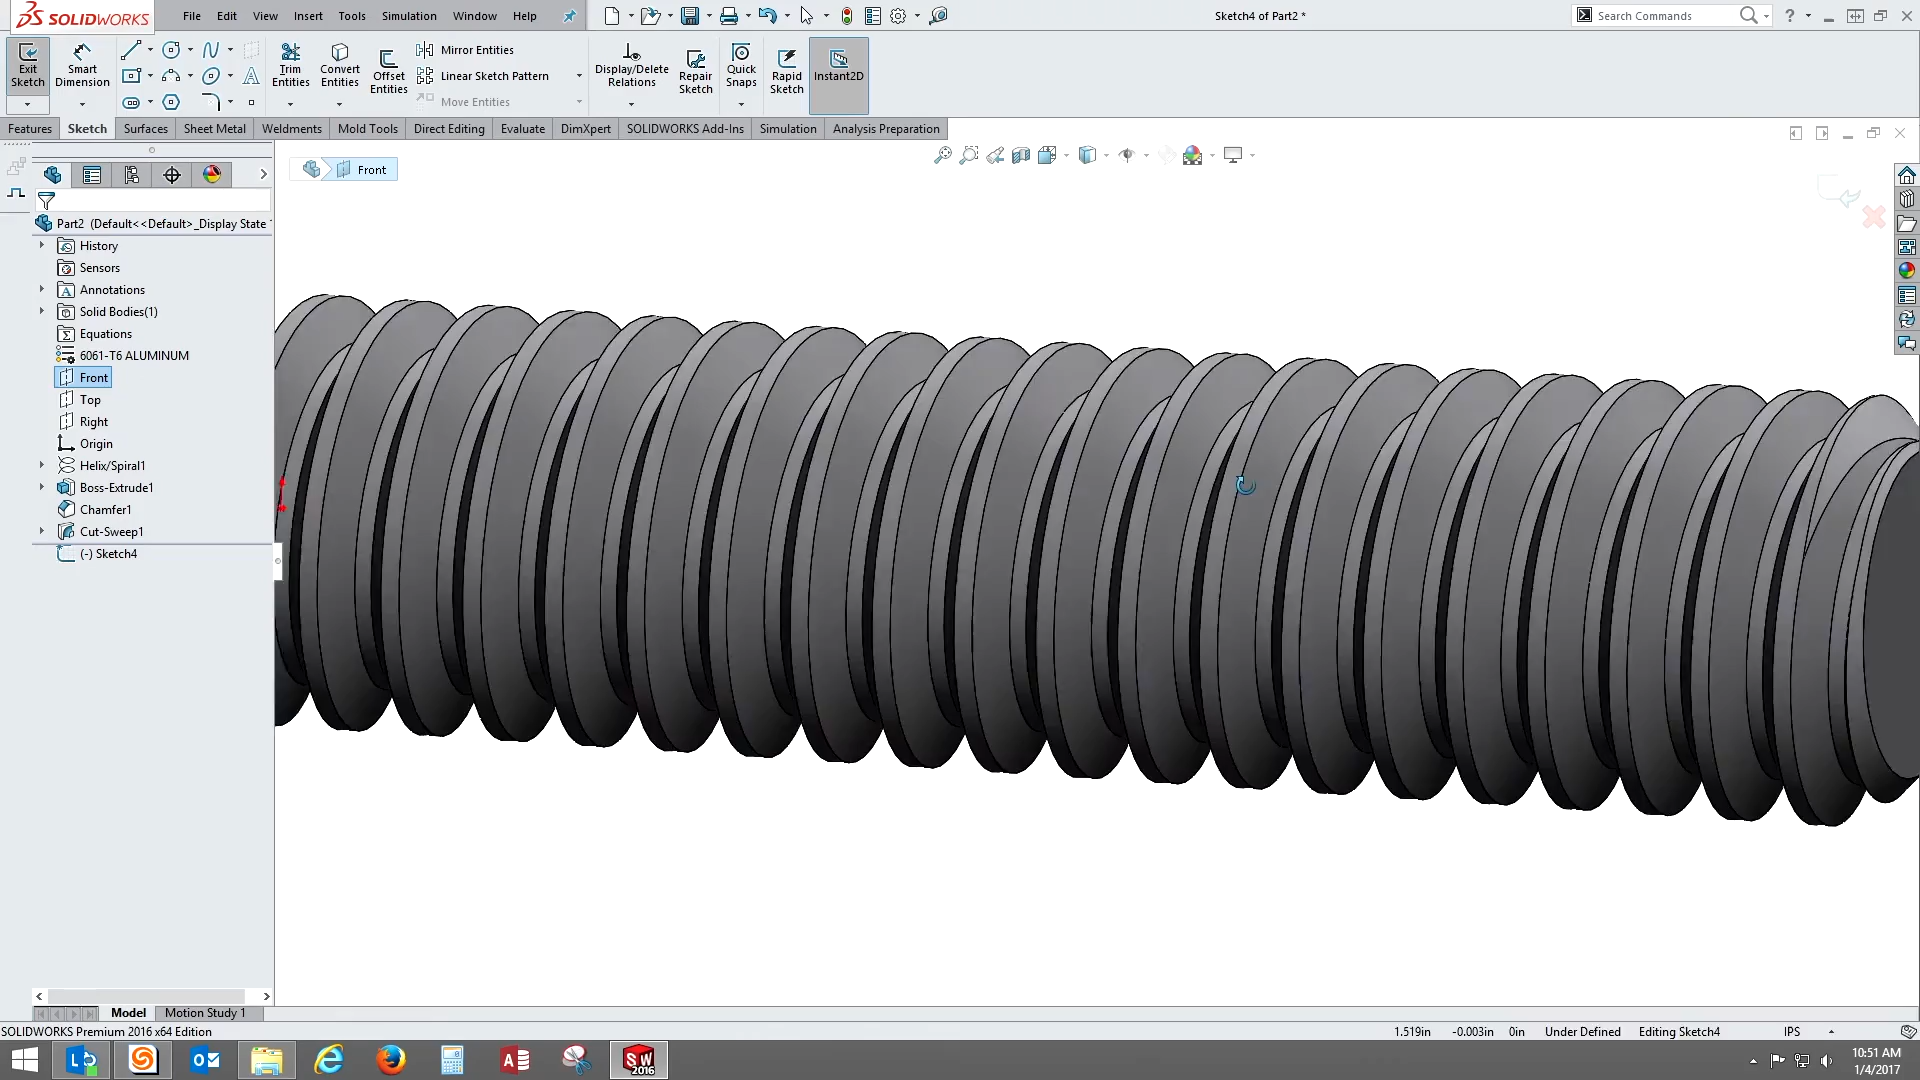 SOLIDWORKS
File Edit View Insert Tools Simulation Window Help
Sketch4 of Part2 *
Search Commands
Exit Sketch
Smart Dimension
Trim Entities
Convert Entities
Offset Entities
Mirror Entities
Linear Sketch Pattern
Move Entities
Display/Delete Relations
Repair Sketch
Quick Snaps
Rapid Sketch
Instant2D
Features Sketch Surfaces Sheet Metal Weldments Mold Tools Direct Editing Evaluate DimXpert SOLIDWORKS Add-Ins Simulation Analysis Preparation
Front
Part2 (Default<<Default>_Display State
History
Sensors
Annotations
Solid Bodies(1)
Equations
6061-T6 ALUMINUM
Front
Top
Right
Origin
Helix/Spiral1
Boss-Extrude1
Chamfer1
Cut-Sweep1
(-) Sketch4
Model Motion Study 1
SOLIDWORKS Premium 2016 x64 Edition
1.519in -0.003in 0in Under Defined Editing Sketch4 IPS
10:51 AM
1/4/2017
SW
2016